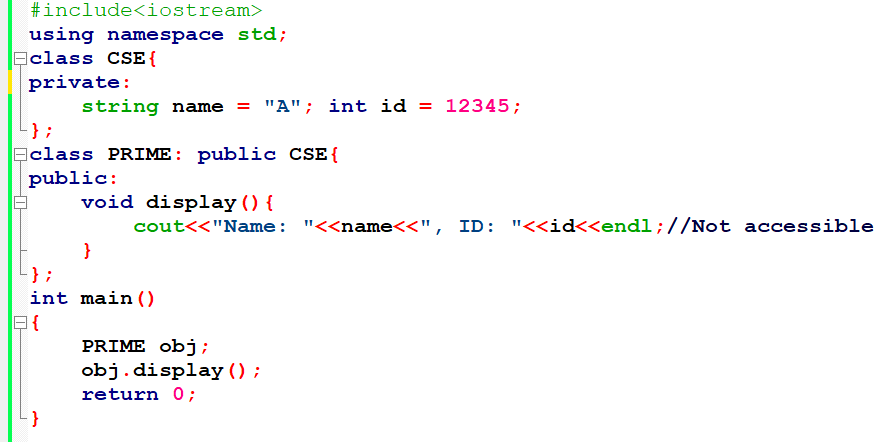 #include<iostream>
using namespace std;
class CSE{
private:
    string name = "A"; int id = 12345;
};
class PRIME: public CSE{
public:
    void display(){
        cout<<"Name: "<<name<<", ID: "<<id<<endl;//Not accessible
    }
};
int main()
{
    PRIME obj;
    obj.display();
    return 0;
}